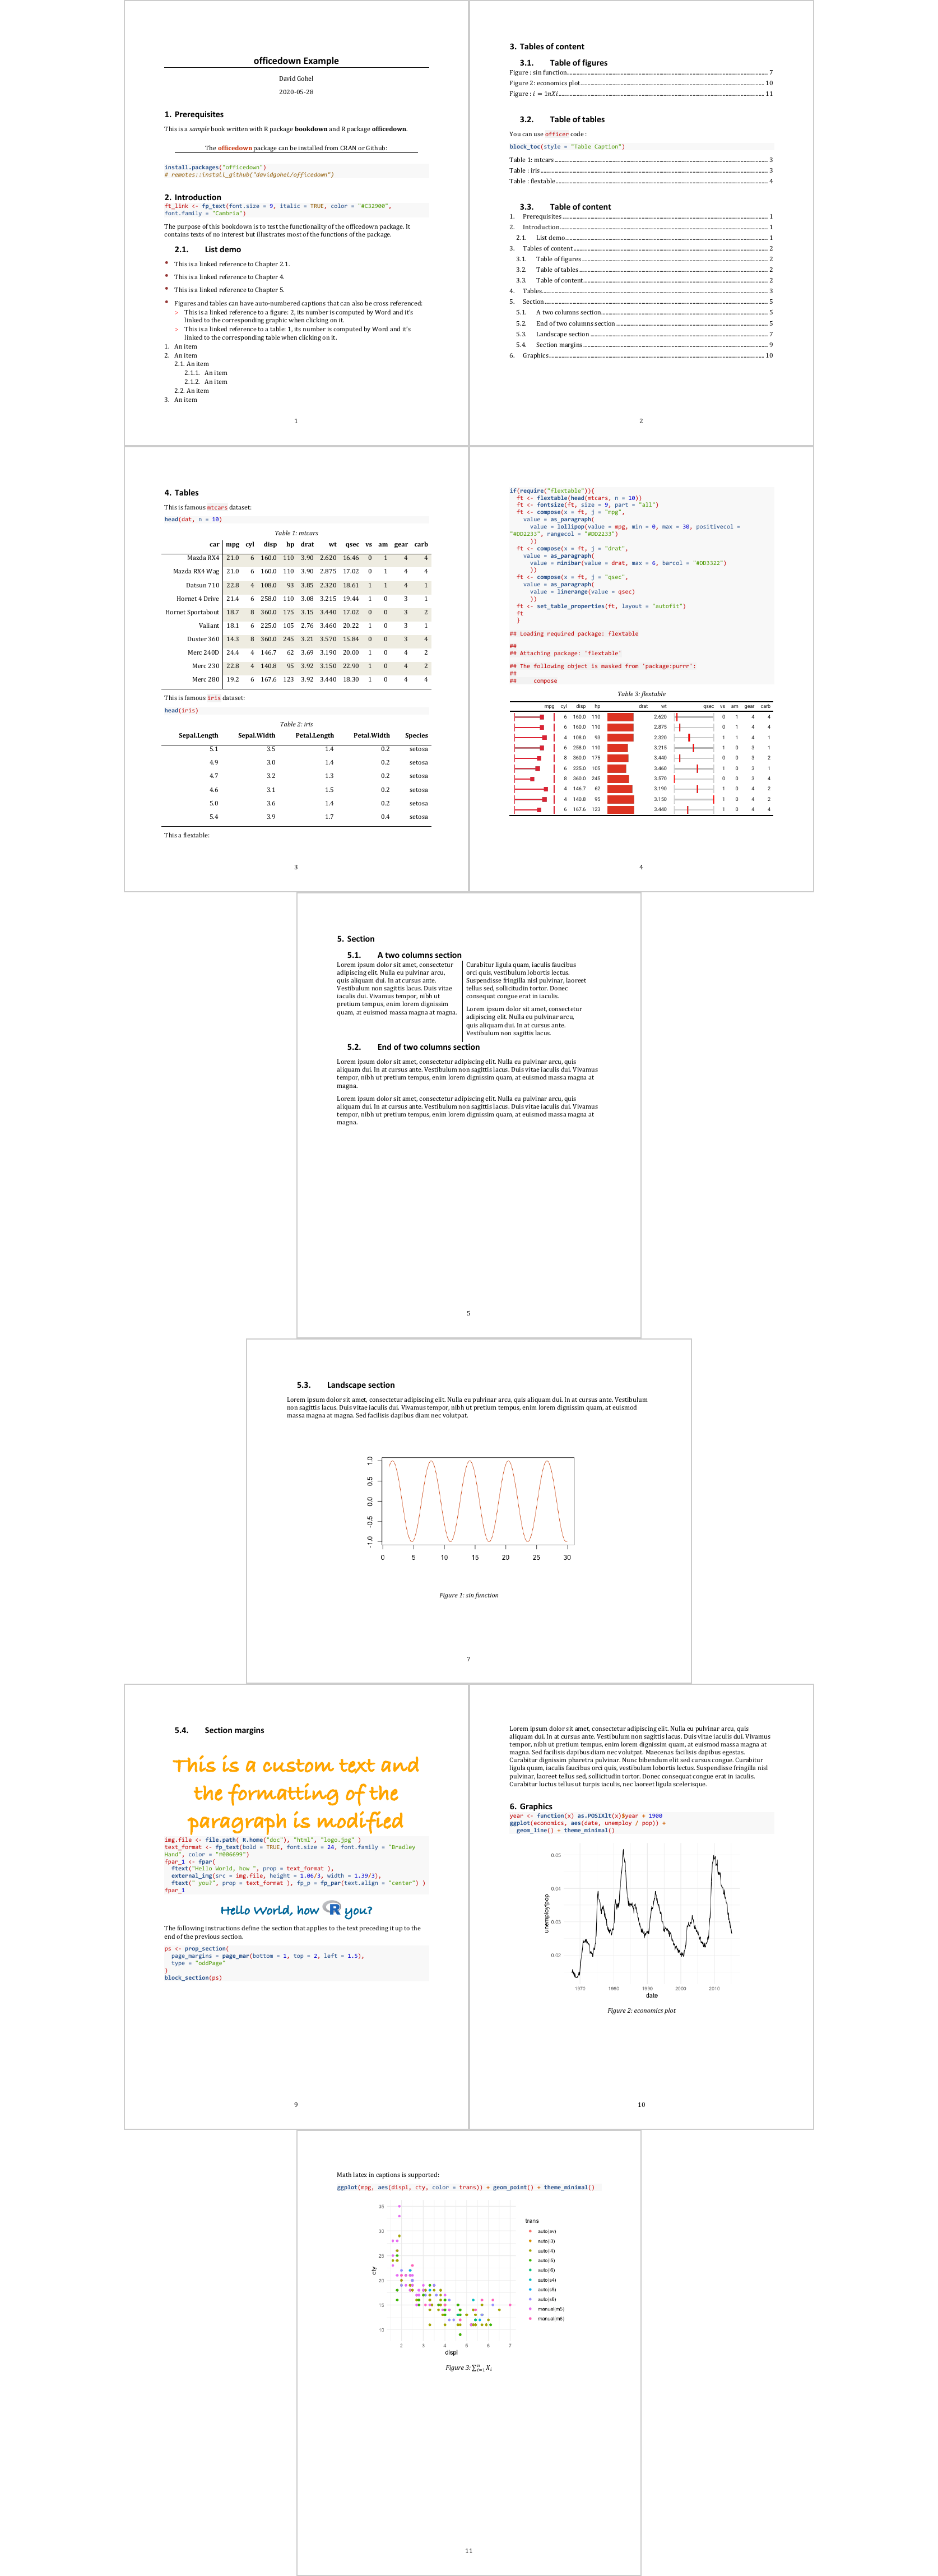 officedown Example
David Gohel
2020-05-28
1. Prerequisites
This is a sample book written with R package bookdown and R package officedown.
The officedown package can be installed from CRAN or Github:
install.packages("officedown")
# remotes::install_github("davidgohel/officedown")
2. Introduction
ft_link <- fp_text(font.size = 9, italic = TRUE, color = "#C32900",
font.family = "Cambria")
The purpose of this bookdown is to test the functionality of the officedown package. It
contains texts of no interest but illustrates most of the functions of the package.
2.1. List demo
• This is a linked reference to Chapter 2.1.
• This is a linked reference to Chapter 4.
• This is a linked reference to Chapter 5.
• Figures and tables can have auto-numbered captions that can also be cross referenced:
> This is a linked reference to a figure: 2, its number is computed by Word and it's
linked to the corresponding graphic when clicking on it.
> This is a linked reference to a table: 1, its number is computed by Word and it's
linked to the corresponding table when clicking on it.
1. An item
2. An item
2.1. An item
2.1.1. An item
2.1.2. An item
2.2. An item
3. An item
1
3. Tables of content
3.1. Table of figures
Figure : sin function 7
Figure 2: economics plot 10
Figure : i = 1nXi 11
3.2. Table of tables
You can use officer code :
block_toc(style = "Table Caption")
Table 1: mtcars 3
Table : iris 3
Table : flextable 4
3.3. Table of content
1. Prerequisites 1
2. Introduction 1
2.1. List demo 1
3. Tables of content 2
3.1. Table of figures 2
3.2. Table of tables 2
3.3. Table of content 2
4. Tables 3
5. Section 5
5.1. A two columns section 5
5.2. End of two columns section 5
5.3. Landscape section 7
5.4. Section margins 9
6. Graphics 10
2
4. Tables
This is famous mtcars dataset:
head(dat, n = 10)
Table 1: mtcars
car mpg cyl disp hp drat wt qsec vs am gear carb
Mazda RX4 21.0 6 160.0 110 3.90 2.620 16.46 0 1 4 4
Mazda RX4 Wag 21.0 6 160.0 110 3.90 2.875 17.02 0 1 4 4
Datsun 710 22.8 4 108.0 93 3.85 2.320 18.61 1 1 4 1
Hornet 4 Drive 21.4 6 258.0 110 3.08 3.215 19.44 1 0 3 1
Hornet Sportabout 18.7 8 360.0 175 3.15 3.440 17.02 0 0 3 2
Valiant 18.1 6 225.0 105 2.76 3.460 20.22 1 0 3 1
Duster 360 14.3 8 360.0 245 3.21 3.570 15.84 0 0 3 4
Merc 240D 24.4 4 146.7 62 3.69 3.190 20.00 1 0 4 2
Merc 230 22.8 4 140.8 95 3.92 3.150 22.90 1 0 4 2
Merc 280 19.2 6 167.6 123 3.92 3.440 18.30 1 0 4 4
This is famous iris dataset:
head(iris)
Table 2: iris
Sepal.Length Sepal.Width Petal.Length Petal.Width Species
5.1 3.5 1.4 0.2 setosa
4.9 3.0 1.4 0.2 setosa
4.7 3.2 1.3 0.2 setosa
4.6 3.1 1.5 0.2 setosa
5.0 3.6 1.4 0.2 setosa
5.4 3.9 1.7 0.4 setosa
This a flextable:
3
if(require("flextable")){
ft <- flextable(head(mtcars, n = 10))
ft <- fontsize(ft, size = 9, part = "all")
ft <- compose(x = ft, j = "mpg",
value = as_paragraph(
value = lollipop(value = mpg, min = 0, max = 30, positivecol =
"#DD2233", rangecol = "#DD2233")
))
ft <- compose(x = ft, j = "drat",
value = as_paragraph(
value = minibar(value = drat, max = 6, barcol = "#DD3322")
))
ft <- compose(x = ft, j = "qsec",
value = as_paragraph(
value = linerange(value = qsec)
))
ft <- set_table_properties(ft, layout = "autofit")
ft
}
## Loading required package: flextable
##
## Attaching package: 'flextable'
## The following object is masked from 'package:purrr':
##
## compose
Table 3: flextable
mpg cyl disp hp drat wt qsec vs am gear carb
6 160.0 110 2.620 0 1 4 4
6 160.0 110 2.875 0 1 4 4
4 108.0 93 2.320 1 1 4 1
6 258.0 110 3.215 1 0 3 1
8 360.0 175 3.440 0 0 3 2
6 225.0 105 3.460 1 0 3 1
8 360.0 245 3.570 0 0 3 4
4 146.7 62 3.190 1 0 4 2
4 140.8 95 3.150 1 0 4 2
6 167.6 123 3.440 1 0 4 4
4
5. Section
5.1. A two columns section
Lorem ipsum dolor sit amet, consectetur
adipiscing elit. Nulla eu pulvinar arcu,
quis aliquam dui. In at cursus ante.
Vestibulum non sagittis lacus. Duis vitae
iaculis dui. Vivamus tempor, nibh ut
pretium tempus, enim lorem dignissim
quam, at euismod massa magna at magna.
Curabitur ligula quam, iaculis faucibus
orci quis, vestibulum lobortis lectus.
Suspendisse fringilla nisl pulvinar, laoreet
tellus sed, sollicitudin tortor. Donec
consequat congue erat in iaculis.
Lorem ipsum dolor sit amet, consectetur
adipiscing elit. Nulla eu pulvinar arcu,
quis aliquam dui. In at cursus ante.
Vestibulum non sagittis lacus.
5.2. End of two columns section
Lorem ipsum dolor sit amet, consectetur adipiscing elit. Nulla eu pulvinar arcu, quis
aliquam dui. In at cursus ante. Vestibulum non sagittis lacus. Duis vitae iaculis dui. Vivamus
tempor, nibh ut pretium tempus, enim lorem dignissim quam, at euismod massa magna at
magna.
Lorem ipsum dolor sit amet, consectetur adipiscing elit. Nulla eu pulvinar arcu, quis
aliquam dui. In at cursus ante. Vestibulum non sagittis lacus. Duis vitae iaculis dui. Vivamus
tempor, nibh ut pretium tempus, enim lorem dignissim quam, at euismod massa magna at
magna.
5
5.3. Landscape section
Lorem ipsum dolor sit amet, consectetur adipiscing elit. Nulla eu pulvinar arcu, quis aliquam dui. In at cursus ante. Vestibulum
non sagittis lacus. Duis vitae iaculis dui. Vivamus tempor, nibh ut pretium tempus, enim lorem dignissim quam, at euismod
massa magna at magna. Sed facilisis dapibus diam nec volutpat.
1.0
0.5
0.0
-0.5
-1.0
0 5 10 15 20 25 30
Figure 1: sin function
7
5.4. Section margins
This is a custom text and
the formatting of the
paragraph is modified
img.file <- file.path( R.home("doc"), "html", "logo.jpg" )
text_format <- fp_text(bold = TRUE, font.size = 24, font.family = "Bradley
Hand", color = "#006699")
fpar_1 <- fpar(
ftext("Hello World, how ", prop = text_format ),
external_img(src = img.file, height = 1.06/3, width = 1.39/3),
ftext(" you?", prop = text_format ), fp_p = fp_par(text.align = "center") )
fpar_1
Hello World, how R you?
The following instructions define the section that applies to the text preceding it up to the
end of the previous section.
ps <- prop_section(
page_margins = page_mar(bottom = 1, top = 2, left = 1.5),
type = "oddPage"
)
block_section(ps)
9
Lorem ipsum dolor sit amet, consectetur adipiscing elit. Nulla eu pulvinar arcu, quis
aliquam dui. In at cursus ante. Vestibulum non sagittis lacus. Duis vitae iaculis dui. Vivamus
tempor, nibh ut pretium tempus, enim lorem dignissim quam, at euismod massa magna at
magna. Sed facilisis dapibus diam nec volutpat. Maecenas facilisis dapibus egestas.
Curabitur dignissim pharetra pulvinar. Nunc bibendum elit sed cursus congue. Curabitur
ligula quam, iaculis faucibus orci quis, vestibulum lobortis lectus. Suspendisse fringilla nisl
pulvinar, laoreet tellus sed, sollicitudin tortor. Donec consequat congue erat in iaculis.
Curabitur luctus tellus ut turpis iaculis, nec laoreet ligula scelerisque.
6. Graphics
year <- function(x) as.POSIXlt(x)$year + 1900
ggplot(economics, aes(date, unemploy / pop)) +
geom_line() + theme_minimal()
unemploy/pop
0.05
0.04
0.03
0.02
1970 1980 1990 2000 2010
date
Figure 2: economics plot
10
Math latex in captions is supported:
ggplot(mpg, aes(displ, cty, color = trans)) + geom_point() + theme_minimal()
cty
35
30
25
20
15
10
2 3 4 5 6 7
displ
trans
auto(av)
auto(l3)
auto(l4)
auto(l5)
auto(l6)
auto(s4)
auto(s5)
auto(s6)
manual(m5)
manual(m6)
Figure 3: ∑ⁿᵢ₌₁ Xᵢ
11